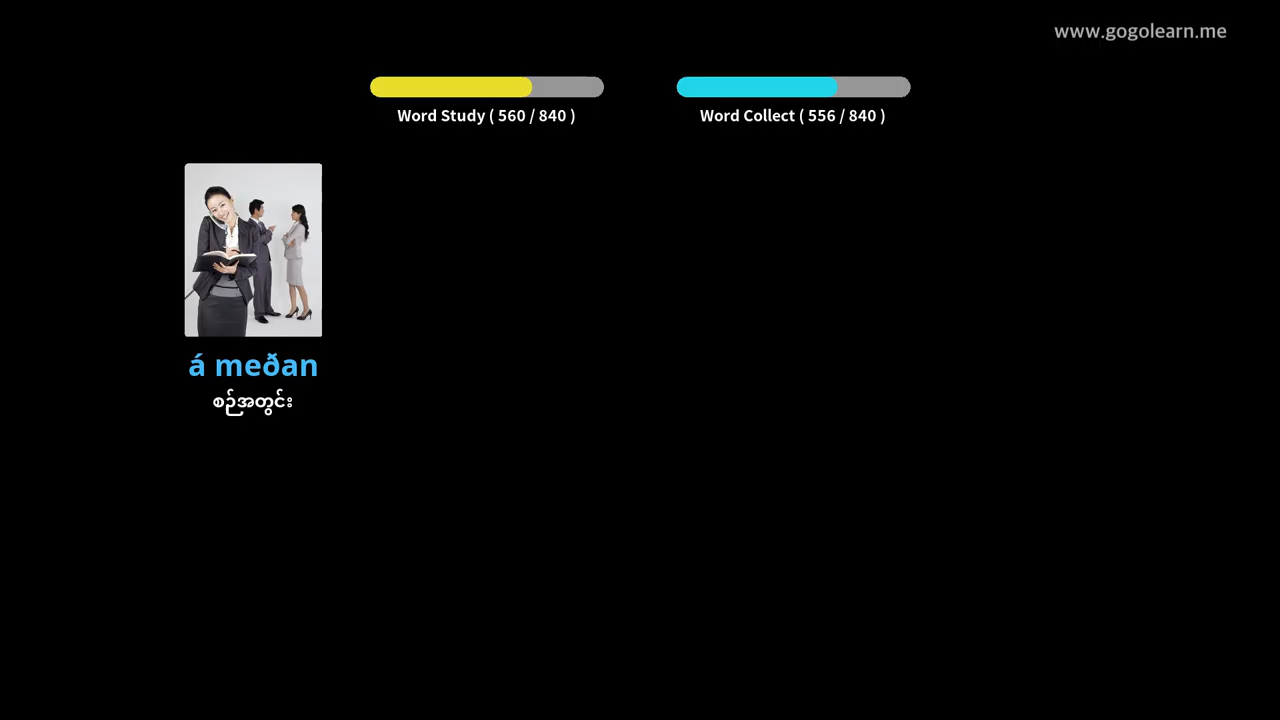 www.gogolearn.me
Word Study ( 560 / 840 )
Word Collect ( 556 / 840 )
á meðan
စဉ်အတွင်း